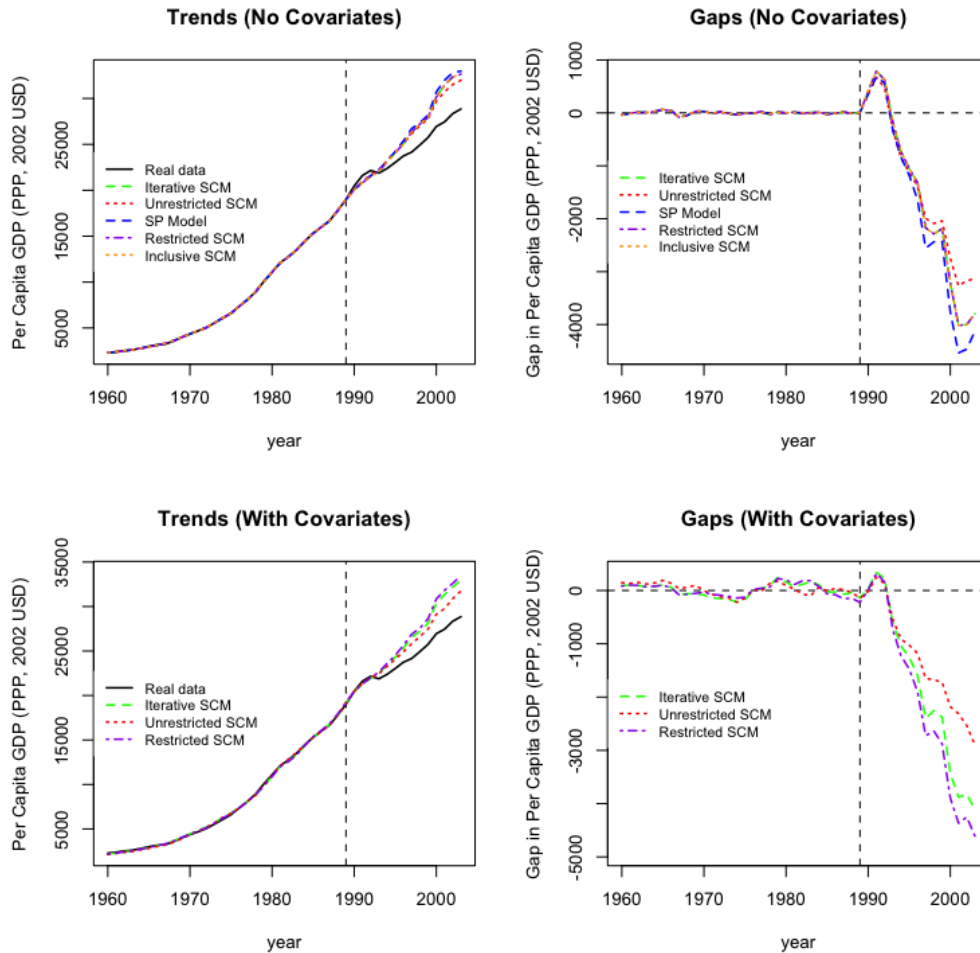 Trends (No Covariates)
Per Capita GDP (PPP, 2002 USD)
25000
15000
5000
Real data
Iterative SCM
Unrestricted SCM
SP Model
Restricted SCM
Inclusive SCM
1960 1970 1980 1990 2000
year
Gaps (No Covariates)
Gap in Per Capita GDP (PPP, 2002 USD)
1000
0
-2000
-4000
Iterative SCM
Unrestricted SCM
SP Model
Restricted SCM
Inclusive SCM
1960 1970 1980 1990 2000
year
Trends (With Covariates)
Per Capita GDP (PPP, 2002 USD)
35000
25000
15000
5000
Real data
Iterative SCM
Unrestricted SCM
Restricted SCM
1960 1970 1980 1990 2000
year
Gaps (With Covariates)
Gap in Per Capita GDP (PPP, 2002 USD)
0
-1000
-3000
-5000
Iterative SCM
Unrestricted SCM
Restricted SCM
1960 1970 1980 1990 2000
year